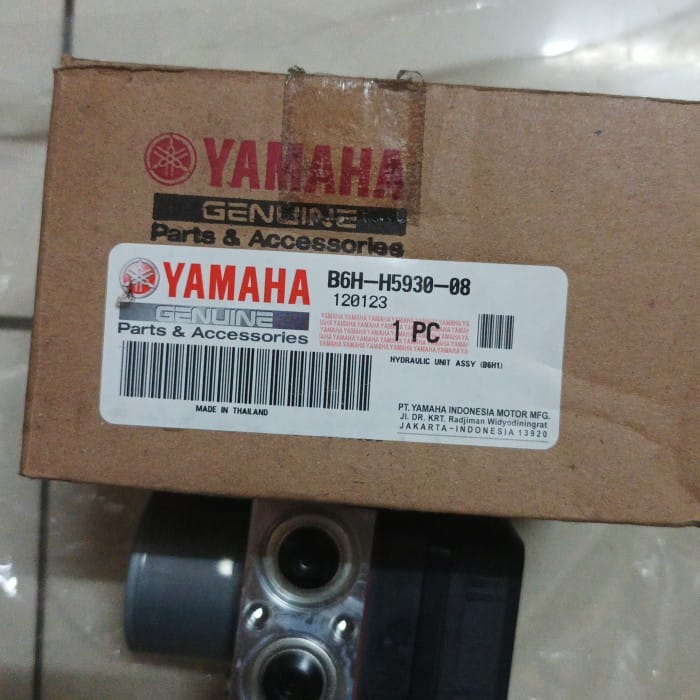 YAMAHA
GENUINE
Parts & Accessories
YAMAHA
GENUINE
Parts & Accessories
B6H-H5930-08
120123
1 PC
HYDRAULIC UNIT ASSY (B6H1)
MADE IN THAILAND
PT. YAMAHA INDONESIA MOTOR MFG.
Jl. DR. KRT. Radjiman Widyodiningrat
JAKARTA-INDONESIA 13920